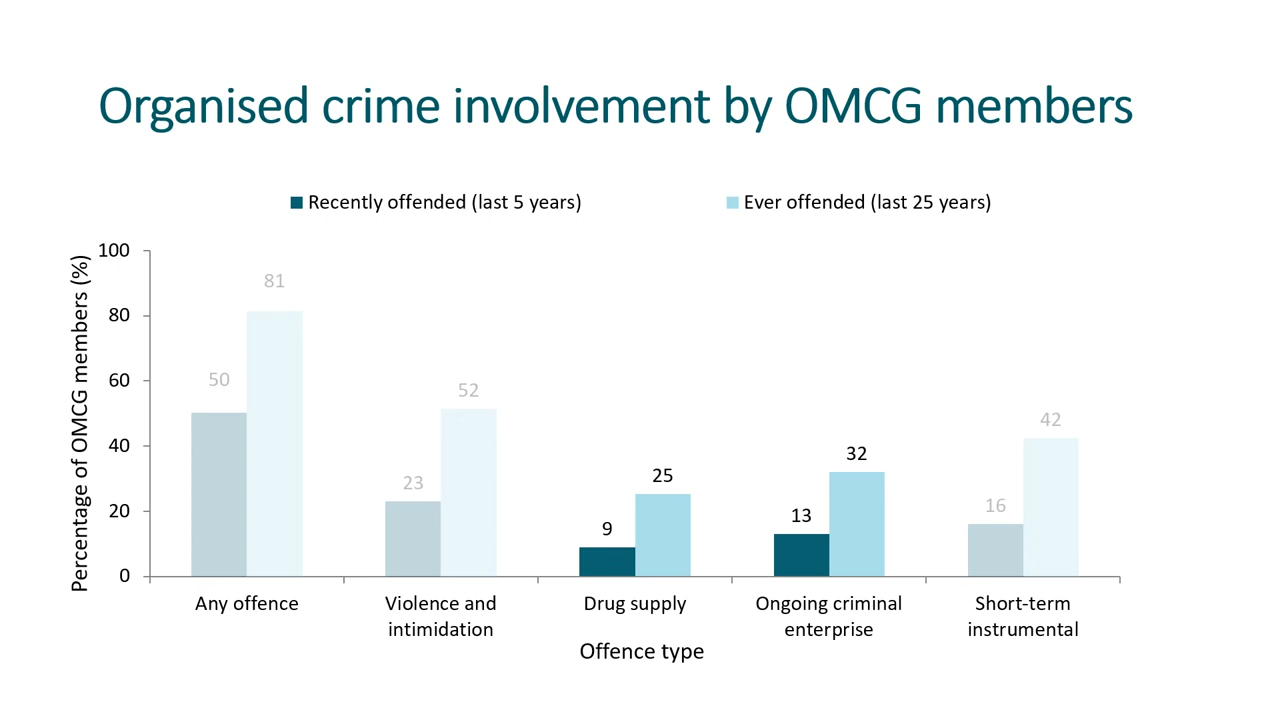 Organised crime involvement by OMCG members
Recently offended (last 5 years)
Ever offended (last 25 years)
Percentage of OMCG members (%)
100
80
60
40
20
0
50
81
23
52
9
25
13
32
16
42
Any offence
Violence and
intimidation
Drug supply
Ongoing criminal
enterprise
Short-term
instrumental
Offence type